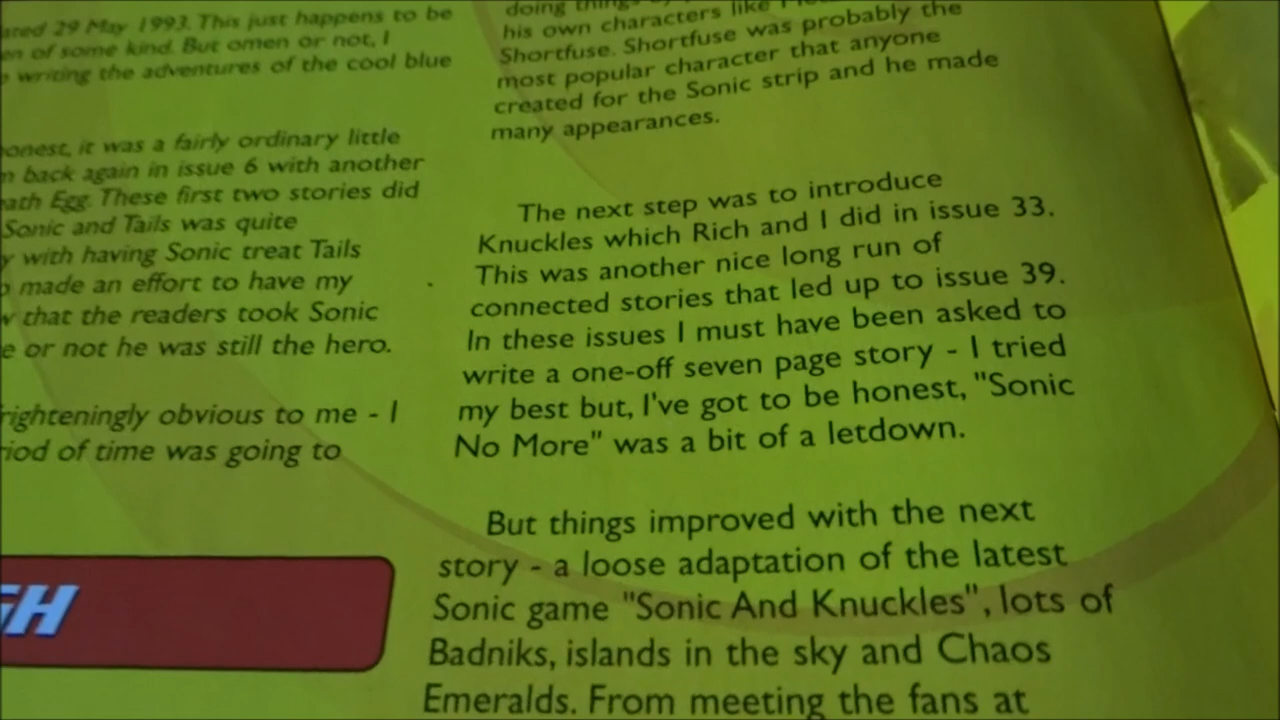 ated 29 May 1993. This just happens to be
en of some kind. But omen or not, I
writing the adventures of the cool blue
onest, it was a fairly ordinary little
back again in issue 6 with another
ath Egg. These first two stories did
Sonic and Tails was quite
y with having Sonic treat Tails
o made an effort to have my
w that the readers took Sonic
e or not he was still the hero.
righteningly obvious to me - I
iod of time was going to
GH
doing things
his own characters like
Shortfuse. Shortfuse was probably the
most popular character that anyone
created for the Sonic strip and he made
many appearances.
The next step was to introduce
Knuckles which Rich and I did in issue 33.
This was another nice long run of
connected stories that led up to issue 39.
In these issues I must have been asked to
write a one-off seven page story - I tried
my best but, I've got to be honest, "Sonic
No More" was a bit of a letdown.
But things improved with the next
story - a loose adaptation of the latest
Sonic game "Sonic And Knuckles", lots of
Badniks, islands in the sky and Chaos
Emeralds. From meeting the fans at